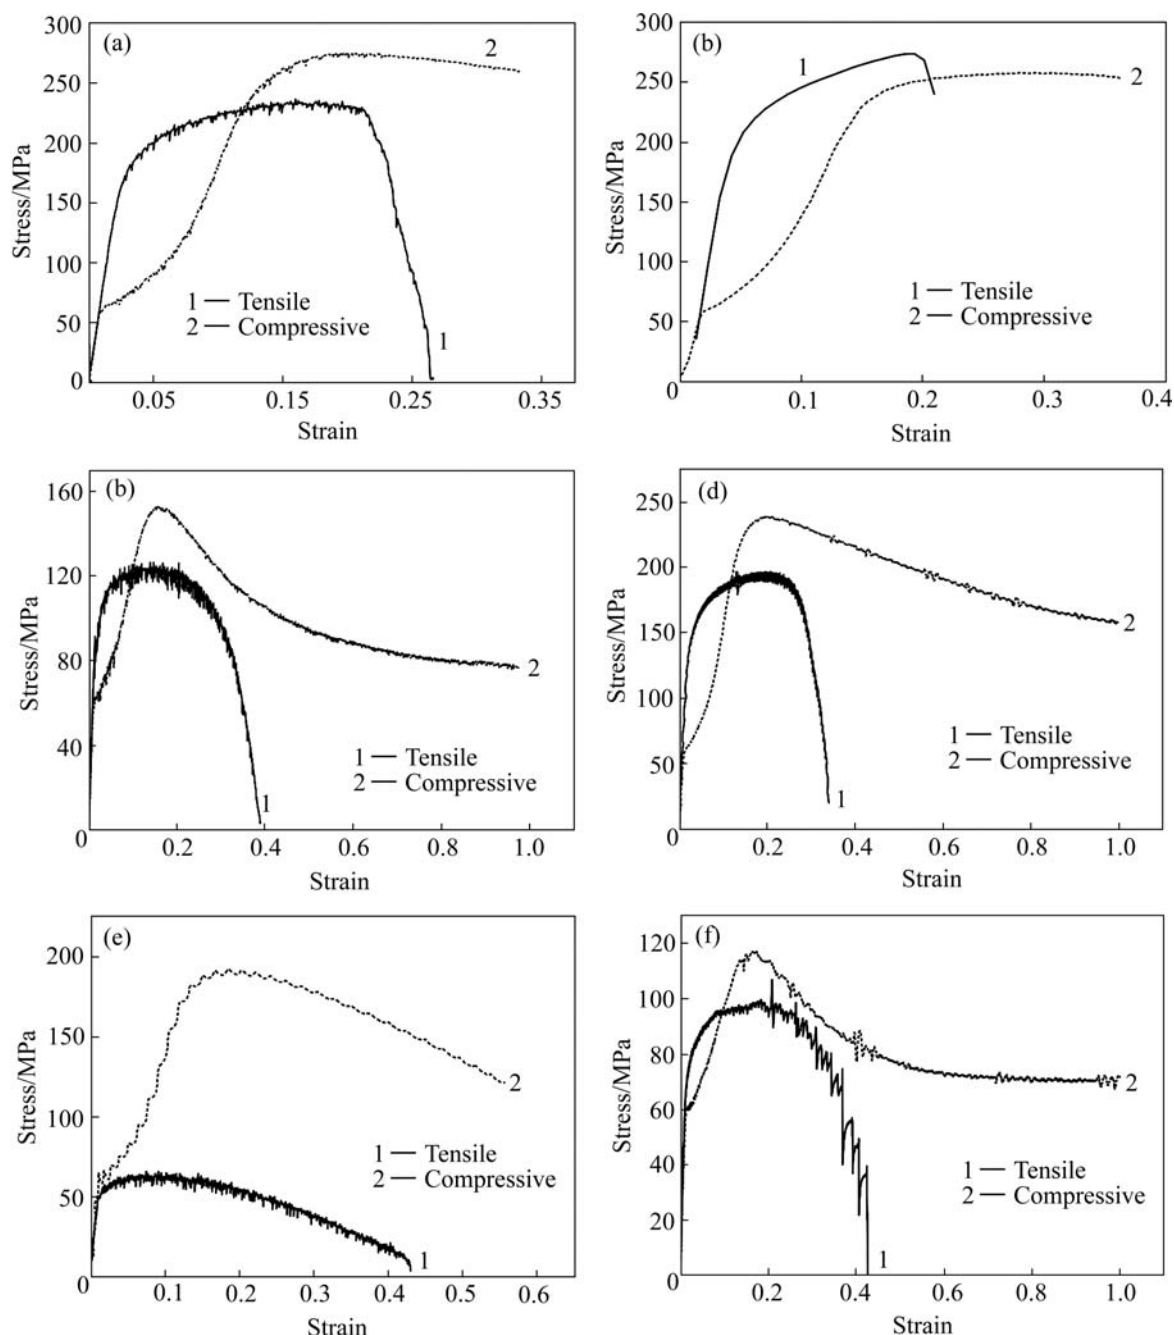 (a)
300
250
200
150
100
50
0
Stress/MPa
2
1 — Tensile
2 — Compressive
1
0.05 0.15 0.25 0.35
Strain
(b)
300
250
200
150
100
50
0
Stress/MPa
1
2
1 — Tensile
2 — Compressive
0.1 0.2 0.3 0.4
Strain
(b)
160
120
80
40
0
Stress/MPa
2
1 — Tensile
2 — Compressive
1
0.2 0.4 0.6 0.8 1.0
Strain
(d)
250
200
150
100
50
0
Stress/MPa
2
1 — Tensile
2 — Compressive
1
0.2 0.4 0.6 0.8 1.0
Strain
(e)
200
150
100
50
0
Stress/MPa
2
1 — Tensile
2 — Compressive
1
0.1 0.2 0.3 0.4 0.5 0.6
Strain
(f)
120
100
80
60
40
20
0
Stress/MPa
2
1 — Tensile
2 — Compressive
1
0.2 0.4 0.6 0.8 1.0
Strain